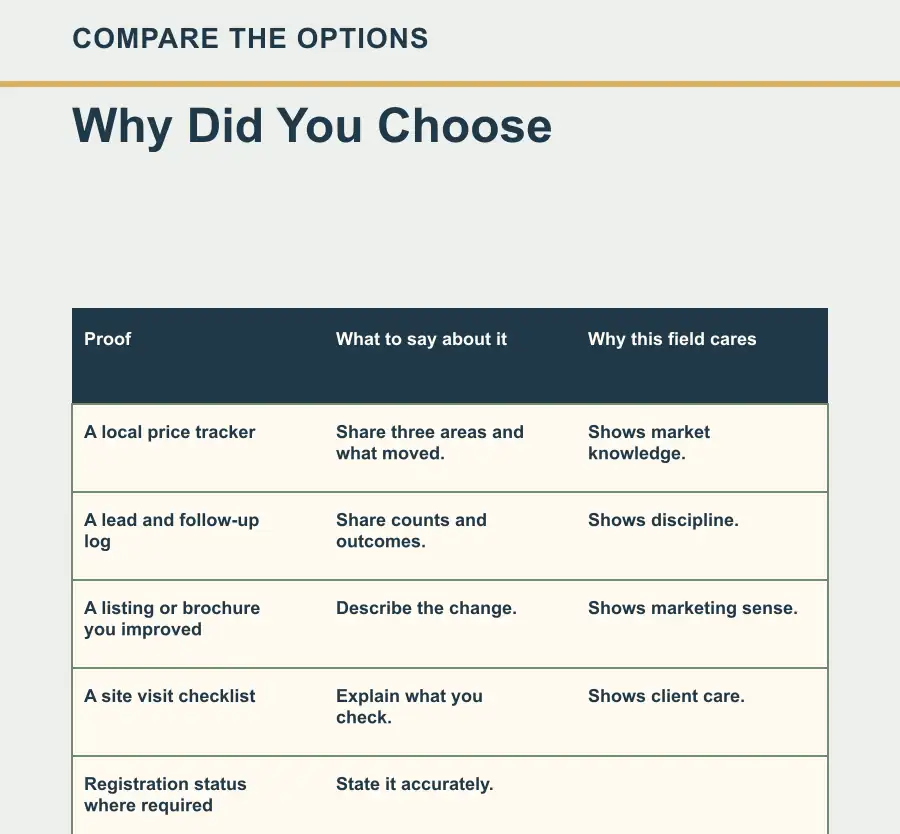 COMPARE THE OPTIONS
Why Did You Choose
Proof
What to say about it
Why this field cares
A local price tracker
Share three areas and
what moved.
Shows market
knowledge.
A lead and follow-up
log
Share counts and
outcomes.
Shows discipline.
A listing or brochure
you improved
Describe the change.
Shows marketing sense.
A site visit checklist
Explain what you
check.
Shows client care.
Registration status
where required
State it accurately.